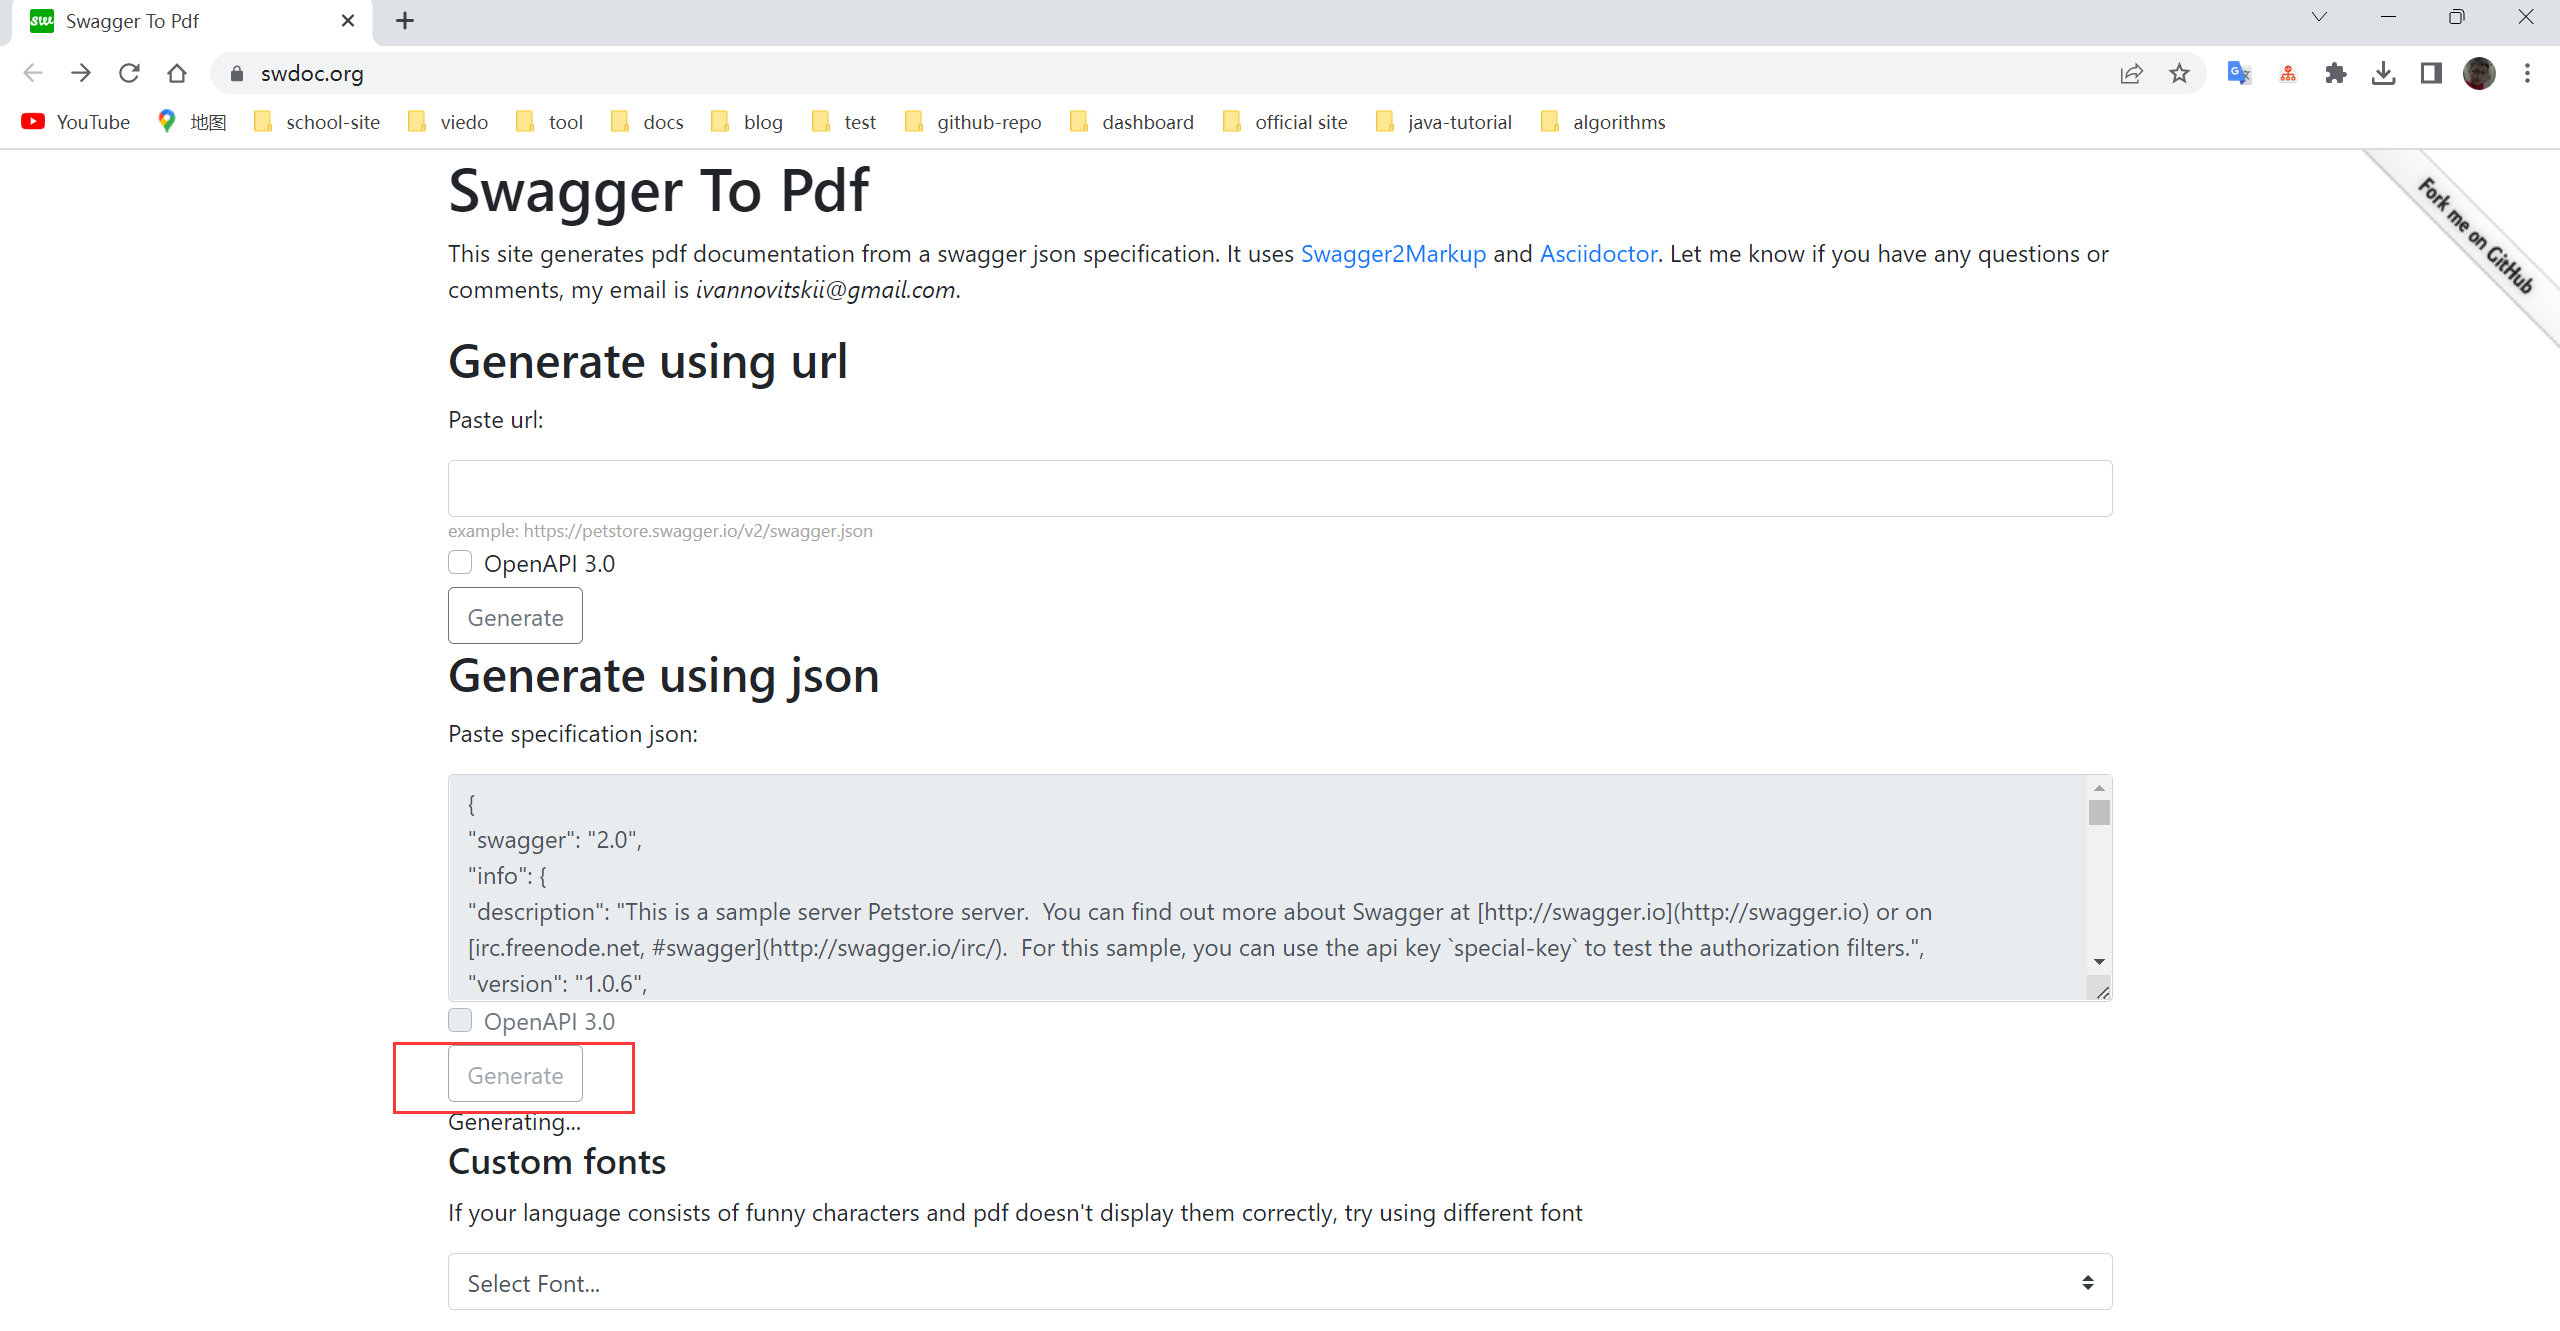 Swagger To Pdf
swdoc.org
YouTube 地图 school-site viedo tool docs blog test github-repo dashboard official site java-tutorial algorithms
Fork me on GitHub
Swagger To Pdf
This site generates pdf documentation from a swagger json specification. It uses Swagger2Markup and Asciidoctor. Let me know if you have any questions or
comments, my email is ivannovitskii@gmail.com.
Generate using url
Paste url:
example: https://petstore.swagger.io/v2/swagger.json
OpenAPI 3.0
Generate
Generate using json
Paste specification json:
{
"swagger": "2.0",
"info": {
"description": "This is a sample server Petstore server.  You can find out more about Swagger at [http://swagger.io](http://swagger.io) or on
[irc.freenode.net, #swagger](http://swagger.io/irc/).  For this sample, you can use the api key `special-key` to test the authorization filters.",
"version": "1.0.6",
OpenAPI 3.0
Generate
Generating...
Custom fonts
If your language consists of funny characters and pdf doesn't display them correctly, try using different font
Select Font...